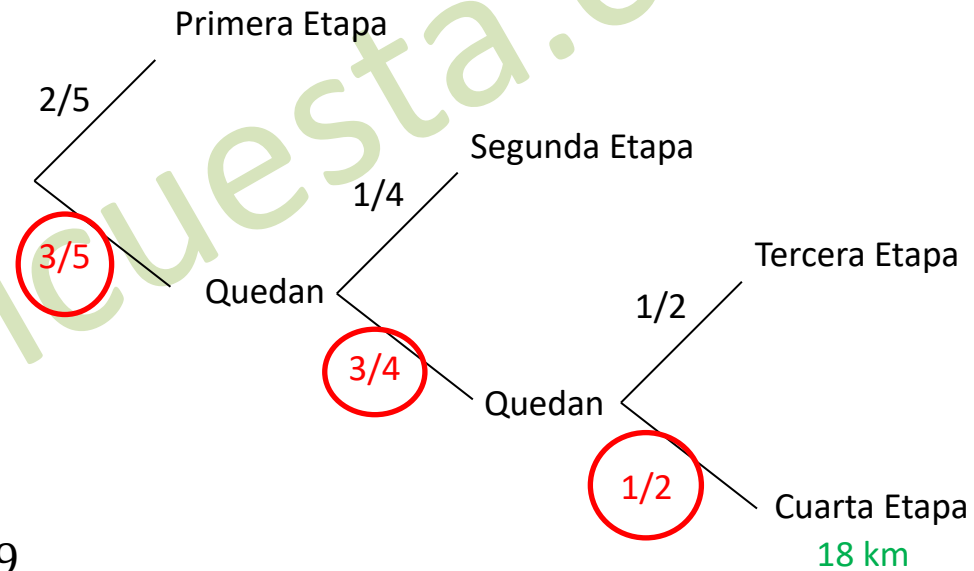 Primera Etapa
2/5
Segunda Etapa
1/4
3/5
Tercera Etapa
Quedan
1/2
3/4
Quedan
1/2
Cuarta Etapa
18 km
9